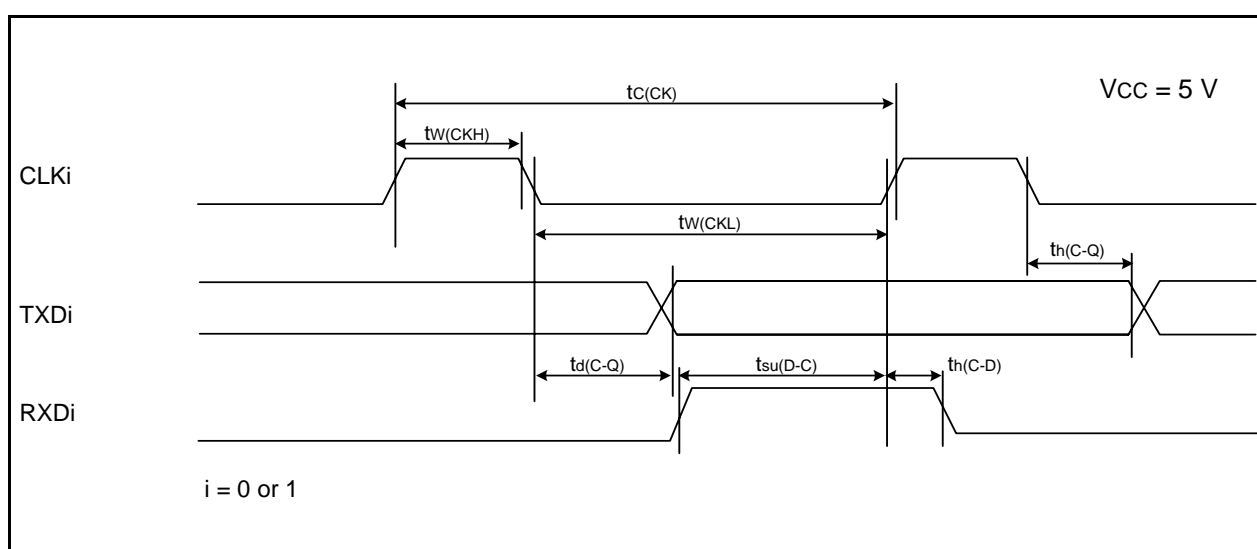 VCC = 5 V
tC(CK)
tW(CKH)
CLKi
tW(CKL)
th(C-Q)
TXDi
td(C-Q)
tsu(D-C)
th(C-D)
RXDi
i = 0 or 1